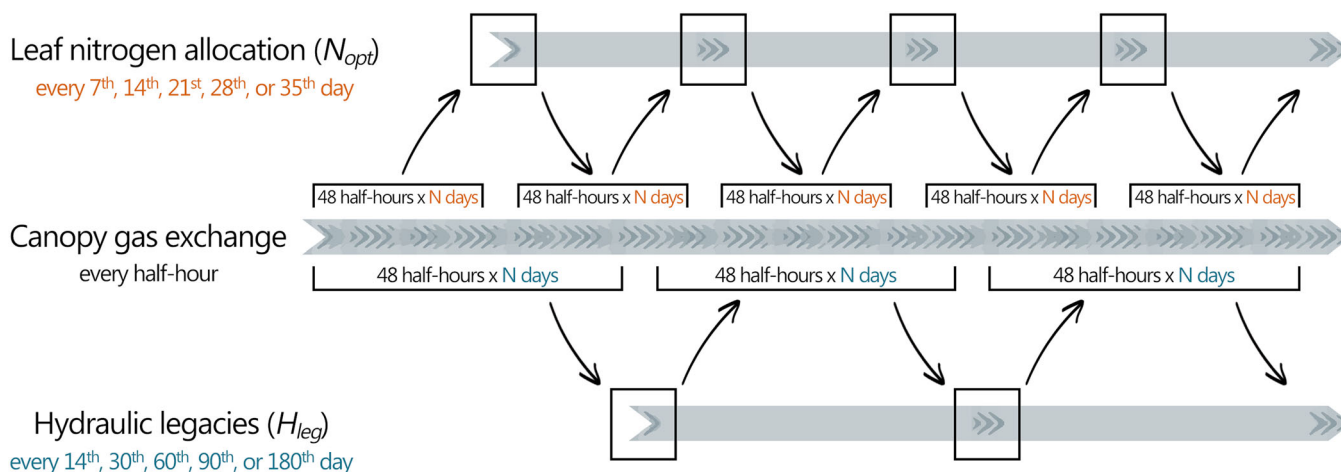 Leaf nitrogen allocation (Nopt)
every 7th, 14th, 21st, 28th, or 35th day
48 half-hours x N days
48 half-hours x N days
48 half-hours x N days
48 half-hours x N days
48 half-hours x N days
Canopy gas exchange
every half-hour
48 half-hours x N days
48 half-hours x N days
48 half-hours x N days
Hydraulic legacies (Hleg)
every 14th, 30th, 60th, 90th, or 180th day